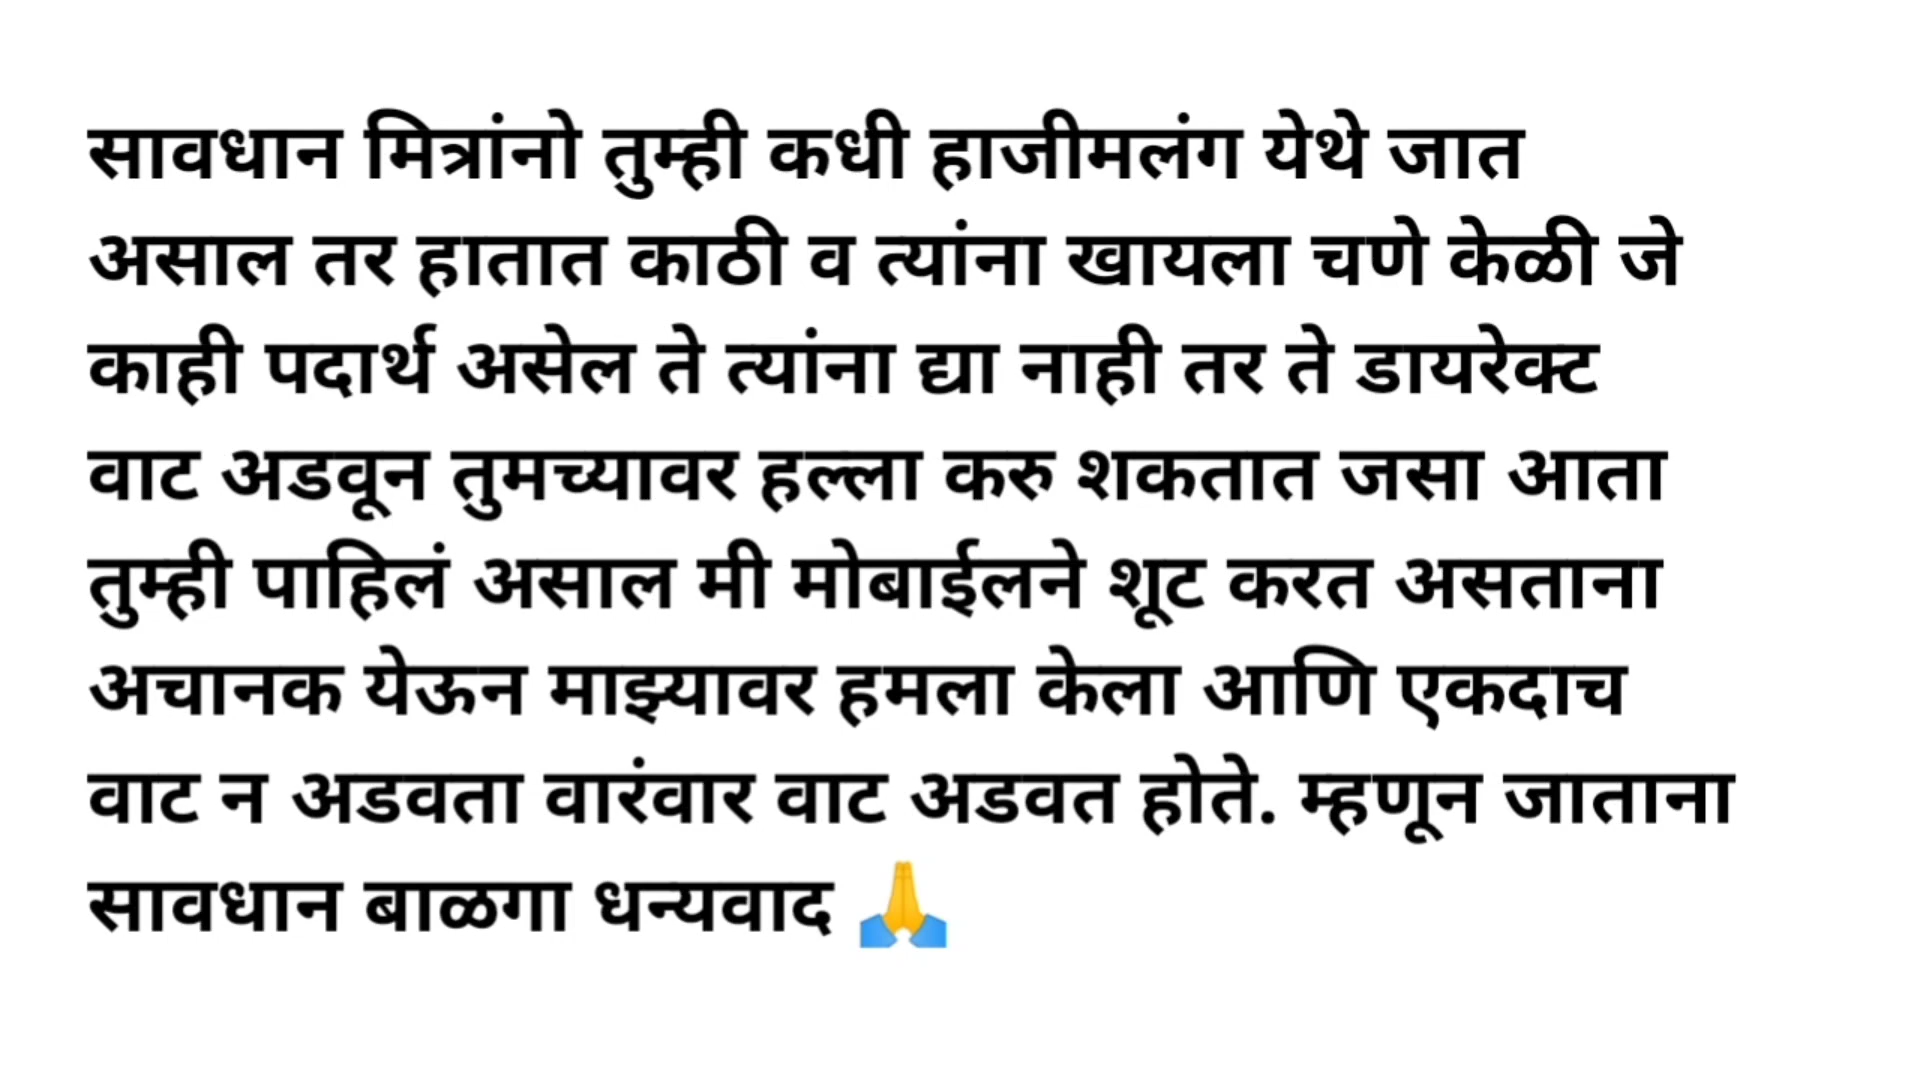 सावधान मित्रांनो तुम्ही कधी हाजीमलंग येथे जात
असाल तर हातात काठी व त्यांना खायला चणे केळी जे
काही पदार्थ असेल ते त्यांना द्या नाही तर ते डायरेक्ट
वाट अडवून तुमच्यावर हल्ला करु शकतात जसा आता
तुम्ही पाहिलं असाल मी मोबाईलने शूट करत असताना
अचानक येऊन माझ्यावर हमला केला आणि एकदाच
वाट न अडवता वारंवार वाट अडवत होते. म्हणून जाताना
सावधान बाळगा धन्यवाद 🙏